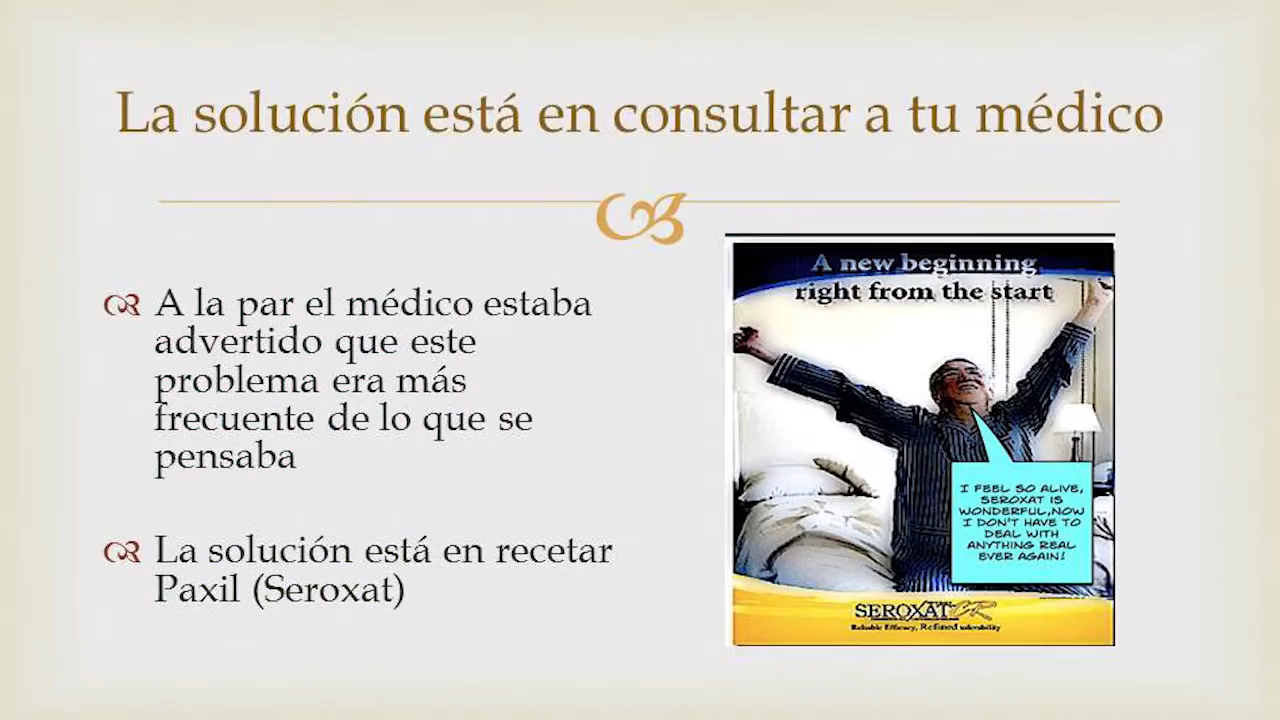 La solución está en consultar a tu médico
A la par el médico estaba
advertido que este
problema era más
frecuente de lo que se
pensaba
La solución está en recetar
Paxil (Seroxat)
A new beginning
right from the start
I FEEL SO ALIVE,
SEROXAT IS
WONDERFUL,NOW
I DON'T HAVE TO
DEAL WITH
ANYTHING REAL
EVER AGAIN!
SEROXAT CR
Reliable Efficacy, Refined tolerability